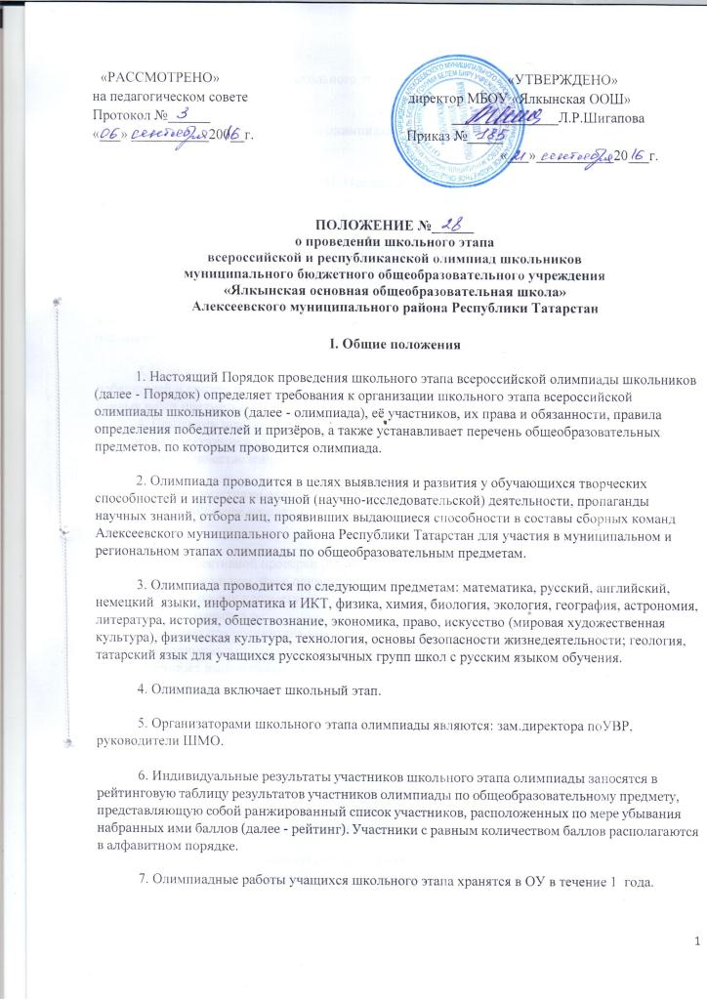 «РАССМОТРЕНО»
на педагогическом совете
Протокол № 3
«06» сентября 20016 г.
«УТВЕРЖДЕНО»
директор МБОУ «Ялкынская ООШ»
Л.Р.Шигапова
Приказ № 185
«21» сентября 2016 г.
ПОЛОЖЕНИЕ № 28
о проведении школьного этапа
всероссийской и республиканской олимпиад школьников
муниципального бюджетного общеобразовательного учреждения
«Ялкынская основная общеобразовательная школа»
Алексеевского муниципального района Республики Татарстан
I. Общие положения
1. Настоящий Порядок проведения школьного этапа всероссийской олимпиады школьников
(далее - Порядок) определяет требования к организации школьного этапа всероссийской
олимпиады школьников (далее - олимпиада), её участников, их права и обязанности, правила
определения победителей и призёров, а также устанавливает перечень общеобразовательных
предметов, по которым проводится олимпиада.
2. Олимпиада проводится в целях выявления и развития у обучающихся творческих
способностей и интереса к научной (научно-исследовательской) деятельности, пропаганды
научных знаний, отбора лиц, проявивших выдающиеся способности в составы сборных команд
Алексеевского муниципального района Республики Татарстан для участия в муниципальном и
региональном этапах олимпиады по общеобразовательным предметам.
3. Олимпиада проводится по следующим предметам: математика, русский, английский,
немецкий языки, информатика и ИКТ, физика, химия, биология, экология, география, астрономия,
литература, история, обществознание, экономика, право, искусство (мировая художественная
культура), физическая культура, технология, основы безопасности жизнедеятельности; геология,
татарский язык для учащихся русскоязычных групп школ с русским языком обучения.
4. Олимпиада включает школьный этап.
5. Организаторами школьного этапа олимпиады являются: зам.директора поУВР,
руководители ШМО.
6. Индивидуальные результаты участников школьного этапа олимпиады заносятся в
рейтинговую таблицу результатов участников олимпиады по общеобразовательному предмету,
представляющую собой ранжированный список участников, расположенных по мере убывания
набранных ими баллов (далее - рейтинг). Участники с равным количеством баллов располагаются
в алфавитном порядке.
7. Олимпиадные работы учащихся школьного этапа хранятся в ОУ в течение 1 года.
1